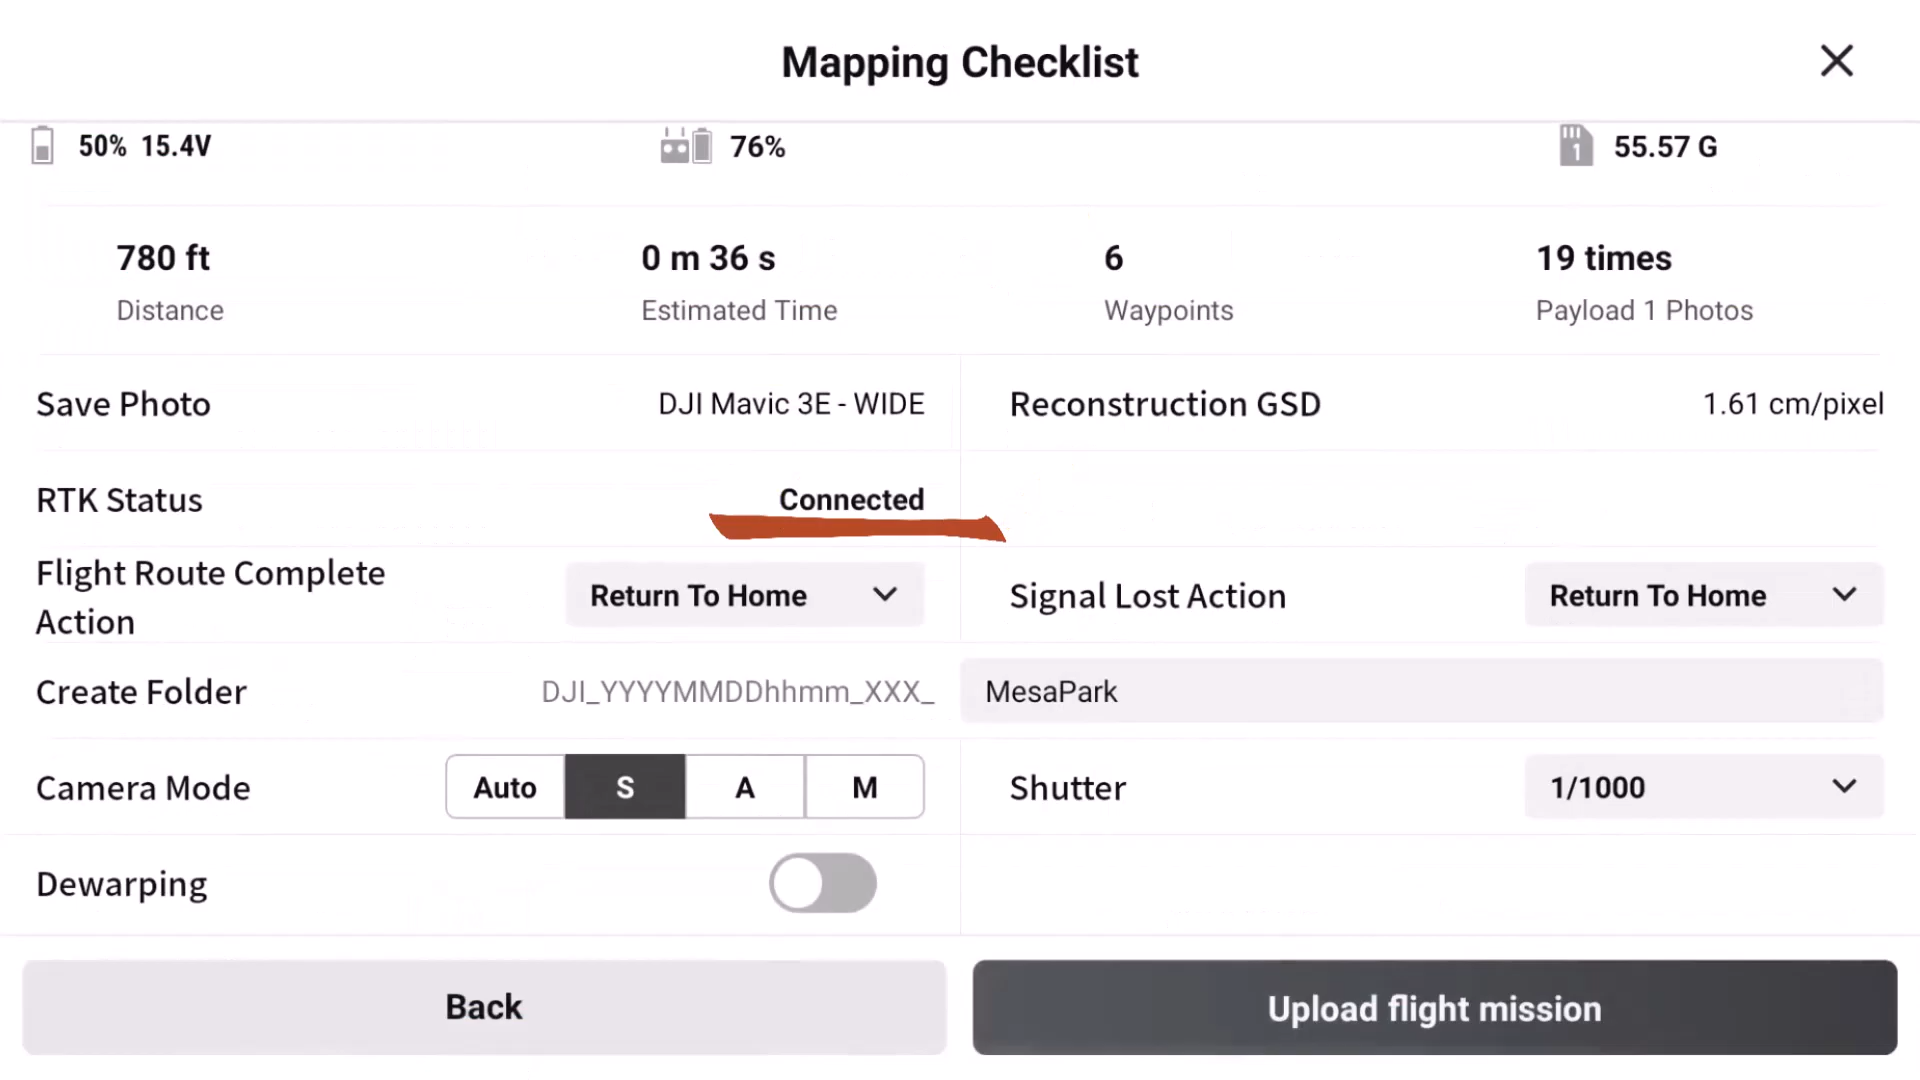 Mapping Checklist
50% 15.4V 76% 1 55.57 G
780 ft 0 m 36 s 6 19 times
Distance Estimated Time Waypoints Payload 1 Photos
Save Photo DJI Mavic 3E - WIDE Reconstruction GSD 1.61 cm/pixel
RTK Status Connected
Flight Route Complete
Action Return To Home Signal Lost Action Return To Home
Create Folder DJI_YYYYMMDDhhmm_XXX_ MesaPark
Camera Mode Auto S A M Shutter 1/1000
Dewarping
Back Upload flight mission